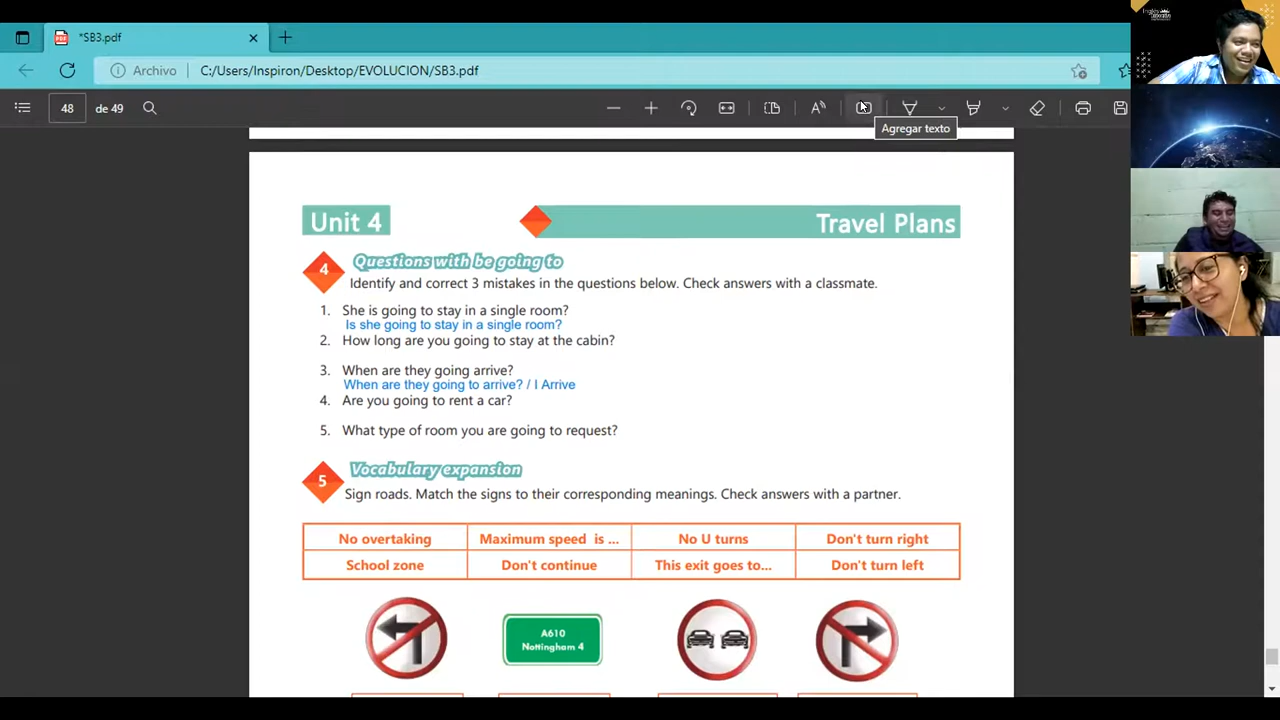 *SB3.pdf
Archivo
C:/Users/Inspiron/Desktop/EVOLUCION/SB3.pdf
48
de 49
Agregar texto
Unit 4
Travel Plans
4
Questions with be going to
Identify and correct 3 mistakes in the questions below. Check answers with a classmate.
1. She is going to stay in a single room?
Is she going to stay in a single room?
2. How long are you going to stay at the cabin?
3. When are they going arrive?
When are they going to arrive? / I Arrive
4. Are you going to rent a car?
5. What type of room you are going to request?
5
Vocabulary expansion
Sign roads. Match the signs to their corresponding meanings. Check answers with a partner.
No overtaking
Maximum speed is ...
No U turns
Don't turn right
School zone
Don't continue
This exit goes to...
Don't turn left
A610
Nottingham 4